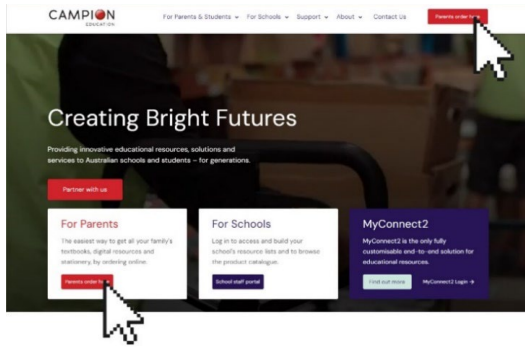 CAMPION
EDUCATION
For Parents & Students
For Schools
Support
About
Contact Us
Parents order
Creating Bright Futures
Providing innovative educational resources, solutions and
services to Australian schools and students – for generations.
Partner with us
For Parents
The easiest way to get all your family's
textbooks, digital resources and
stationery, by ordering online.
Parents order
For Schools
Log in to access and build your
school's resource lists and to browse
the product catalogue.
School staff portal
MyConnect2
MyConnect2 is the only fully
customisable end-to-end solution for
educational resources.
Find out more
MyConnect2 Login →